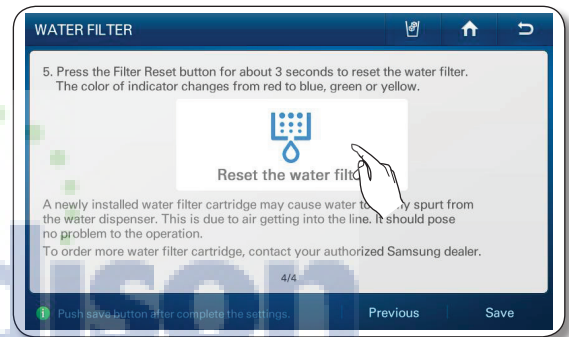 WATER FILTER
5. Press the Filter Reset button for about 3 seconds to reset the water filter.
The color of indicator changes from red to blue, green or yellow.
Reset the water
A newly installed water filter cartridge may cause water to spurt from
the water dispenser. This is due to air getting into the line. It should pose
no problem to the operation.
To order more water filter cartridge, contact your authorized Samsung dealer.
4/4
Push save button after complete the settings.
Previous
Save